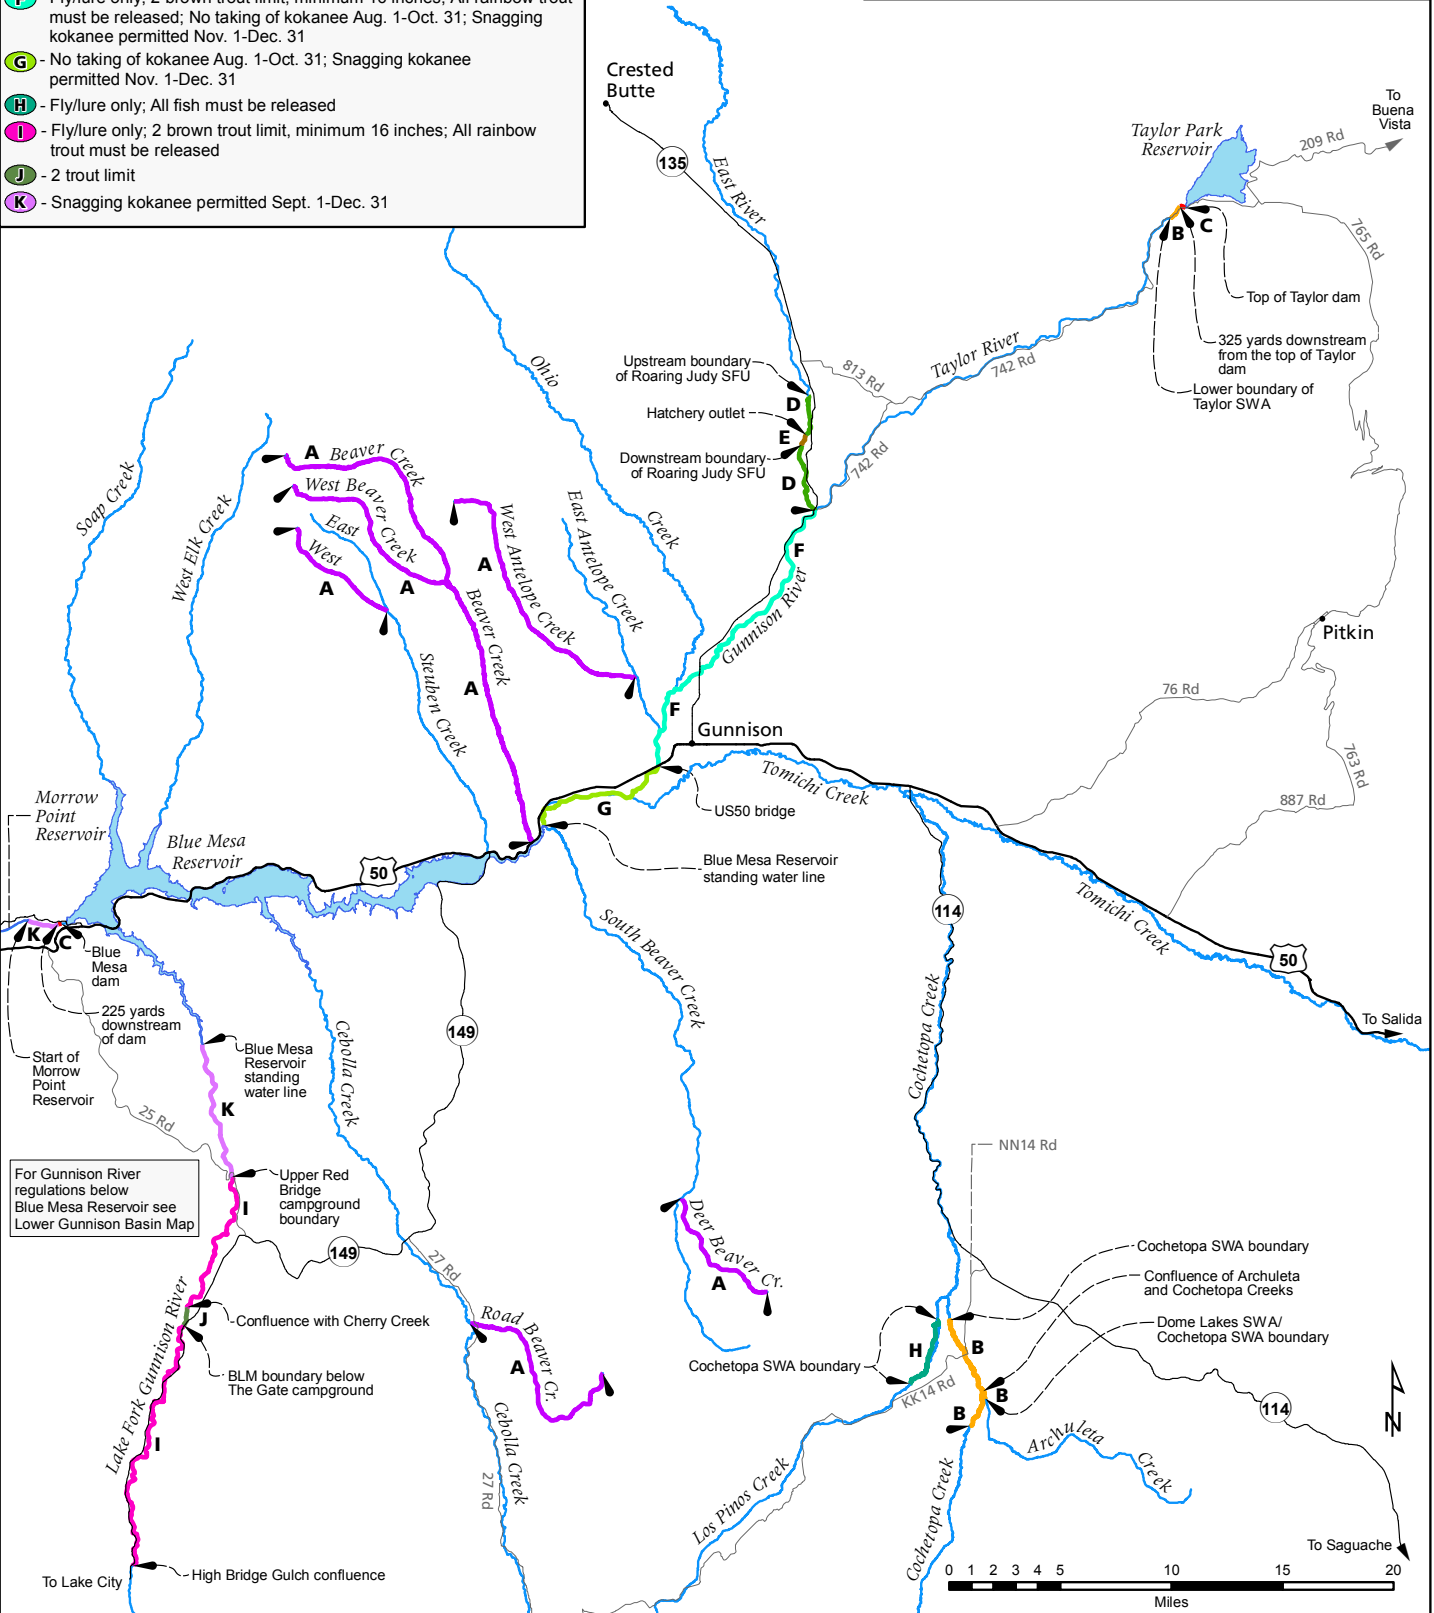 F - Fly/lure only; 2 brown trout limit, minimum 16 inches; All rainbow trout
must be released; No taking of kokanee Aug. 1-Oct. 31; Snagging
kokanee permitted Nov. 1-Dec. 31
G - No taking of kokanee Aug. 1-Oct. 31; Snagging kokanee
permitted Nov. 1-Dec. 31
H - Fly/lure only; All fish must be released
I - Fly/lure only; 2 brown trout limit, minimum 16 inches; All rainbow
trout must be released
J - 2 trout limit
K - Snagging kokanee permitted Sept. 1-Dec. 31
Crested
Butte
135
East River
Taylor Park
Reservoir
To
Buena
Vista
209 Rd
765 Rd
B
C
Top of Taylor dam
325 yards downstream
from the top of Taylor
dam
Lower boundary of
Taylor SWA
Taylor River
742 Rd
813 Rd
742 Rd
Upstream boundary
of Roaring Judy SFU
D
Hatchery outlet
E
Downstream boundary
of Roaring Judy SFU
D
F
Gunnison River
F
Ohio
Creek
Soap Creek
West Elk Creek
A
Beaver Creek
West Beaver Creek
A
East
West
A
Steuben Creek
Beaver Creek
A
West Antelope Creek
A
East Antelope Creek
Pitkin
76 Rd
763 Rd
887 Rd
Gunnison
Tomichi Creek
US50 bridge
G
Blue Mesa Reservoir
standing water line
Morrow
Point
Reservoir
Blue Mesa
Reservoir
50
114
Tomichi Creek
50
To Salida
K
C
Blue
Mesa
dam
225 yards
downstream
of dam
Start of
Morrow
Point
Reservoir
25 Rd
Blue Mesa
Reservoir
standing
water line
K
Cebolla Creek
149
South Beaver Creek
Cochetopa Creek
NN14 Rd
For Gunnison River
regulations below
Blue Mesa Reservoir see
Lower Gunnison Basin Map
Upper Red
Bridge
campground
boundary
I
149
27 Rd
Deer Beaver Cr.
A
Cochetopa SWA boundary
Confluence of Archuleta
and Cochetopa Creeks
Dome Lakes SWA/
Cochetopa SWA boundary
Lake Fork Gunnison River
J
Confluence with Cherry Creek
BLM boundary below
The Gate campground
I
Road Beaver Cr.
A
Cebolla Creek
27 Rd
Cochetopa SWA boundary
H
B
B
B
KK14 Rd
Archuleta
Creek
114
N
Los Pinos Creek
Cochetopa Creek
To Saguache
High Bridge Gulch confluence
To Lake City
0 1 2 3 4 5 10 15 20
Miles